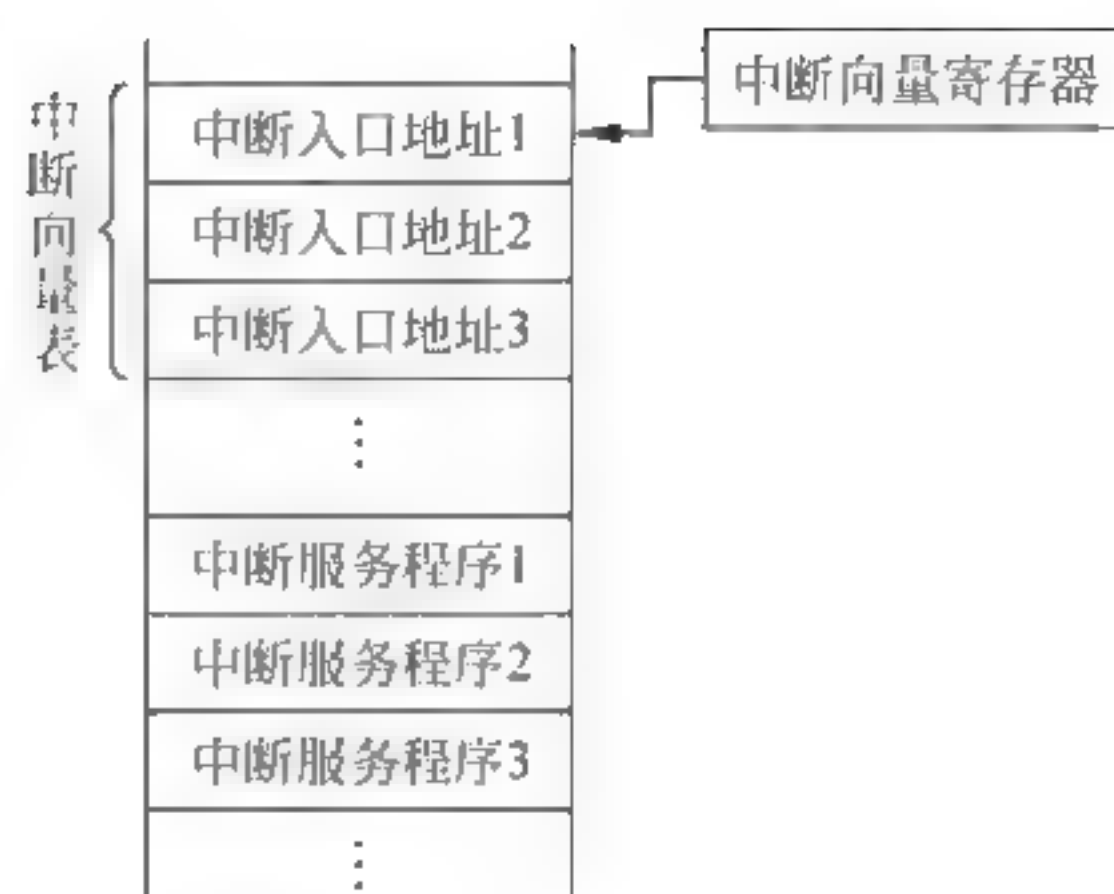 中断向量寄存器
中断向量表
中断入口地址1
中断入口地址2
中断入口地址3
⋮
中断服务程序1
中断服务程序2
中断服务程序3
⋮